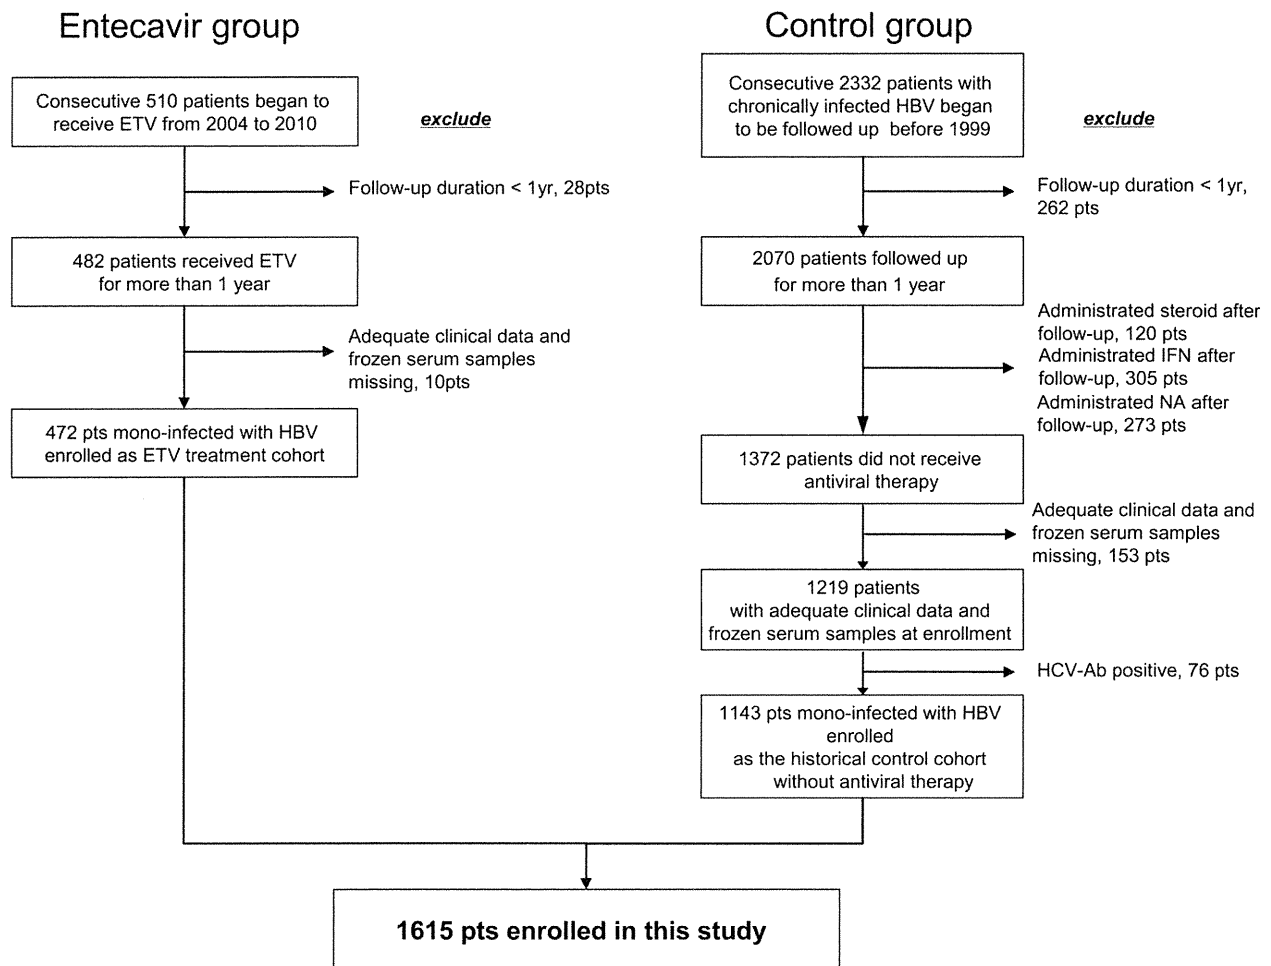 Entecavir group
Consecutive 510 patients began to
receive ETV from 2004 to 2010
exclude
Follow-up duration < 1yr, 28pts
482 patients received ETV
for more than 1 year
Adequate clinical data and
frozen serum samples
missing, 10pts
472 pts mono-infected with HBV
enrolled as ETV treatment cohort
Control group
Consecutive 2332 patients with
chronically infected HBV began
to be followed up before 1999
exclude
Follow-up duration < 1yr,
262 pts
2070 patients followed up
for more than 1 year
Administrated steroid after
follow-up, 120 pts
Administrated IFN after
follow-up, 305 pts
Administrated NA after
follow-up, 273 pts
1372 patients did not receive
antiviral therapy
Adequate clinical data and
frozen serum samples
missing, 153 pts
1219 patients
with adequate clinical data and
frozen serum samples at enrollment
HCV-Ab positive, 76 pts
1143 pts mono-infected with HBV
enrolled
as the historical control cohort
without antiviral therapy
1615 pts enrolled in this study